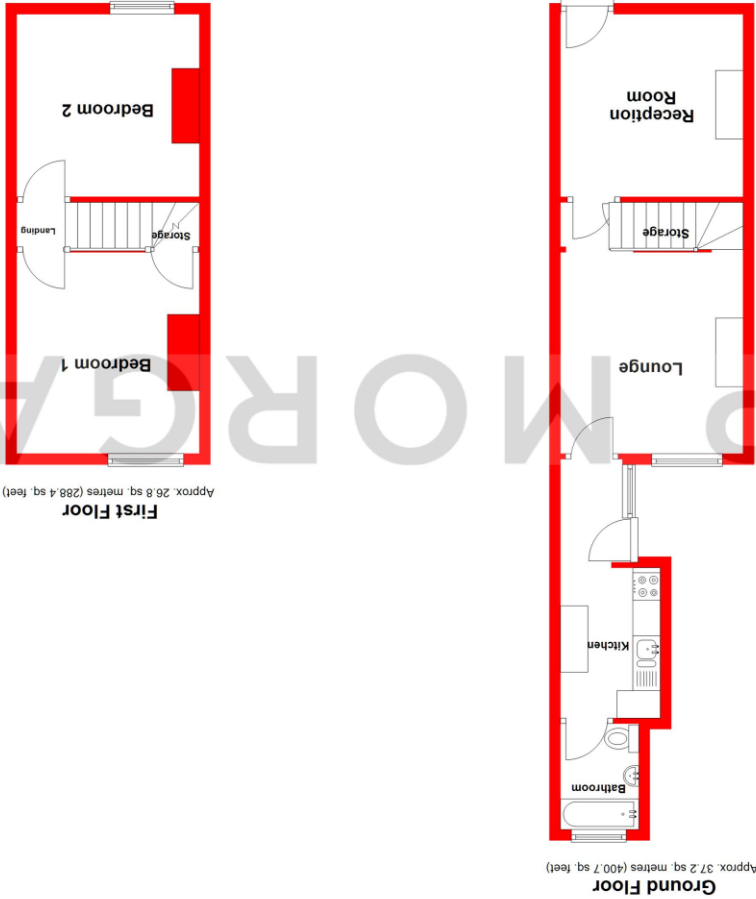 Ground Floor
Approx. 37.2 sq. metres (400.7 sq. feet)
Bathroom
Kitchen
Lounge
Storage
Reception
Room
First Floor
Approx. 26.8 sq. metres (288.4 sq. feet)
Bedroom 1
Storage
Landing
Bedroom 2
MORGA